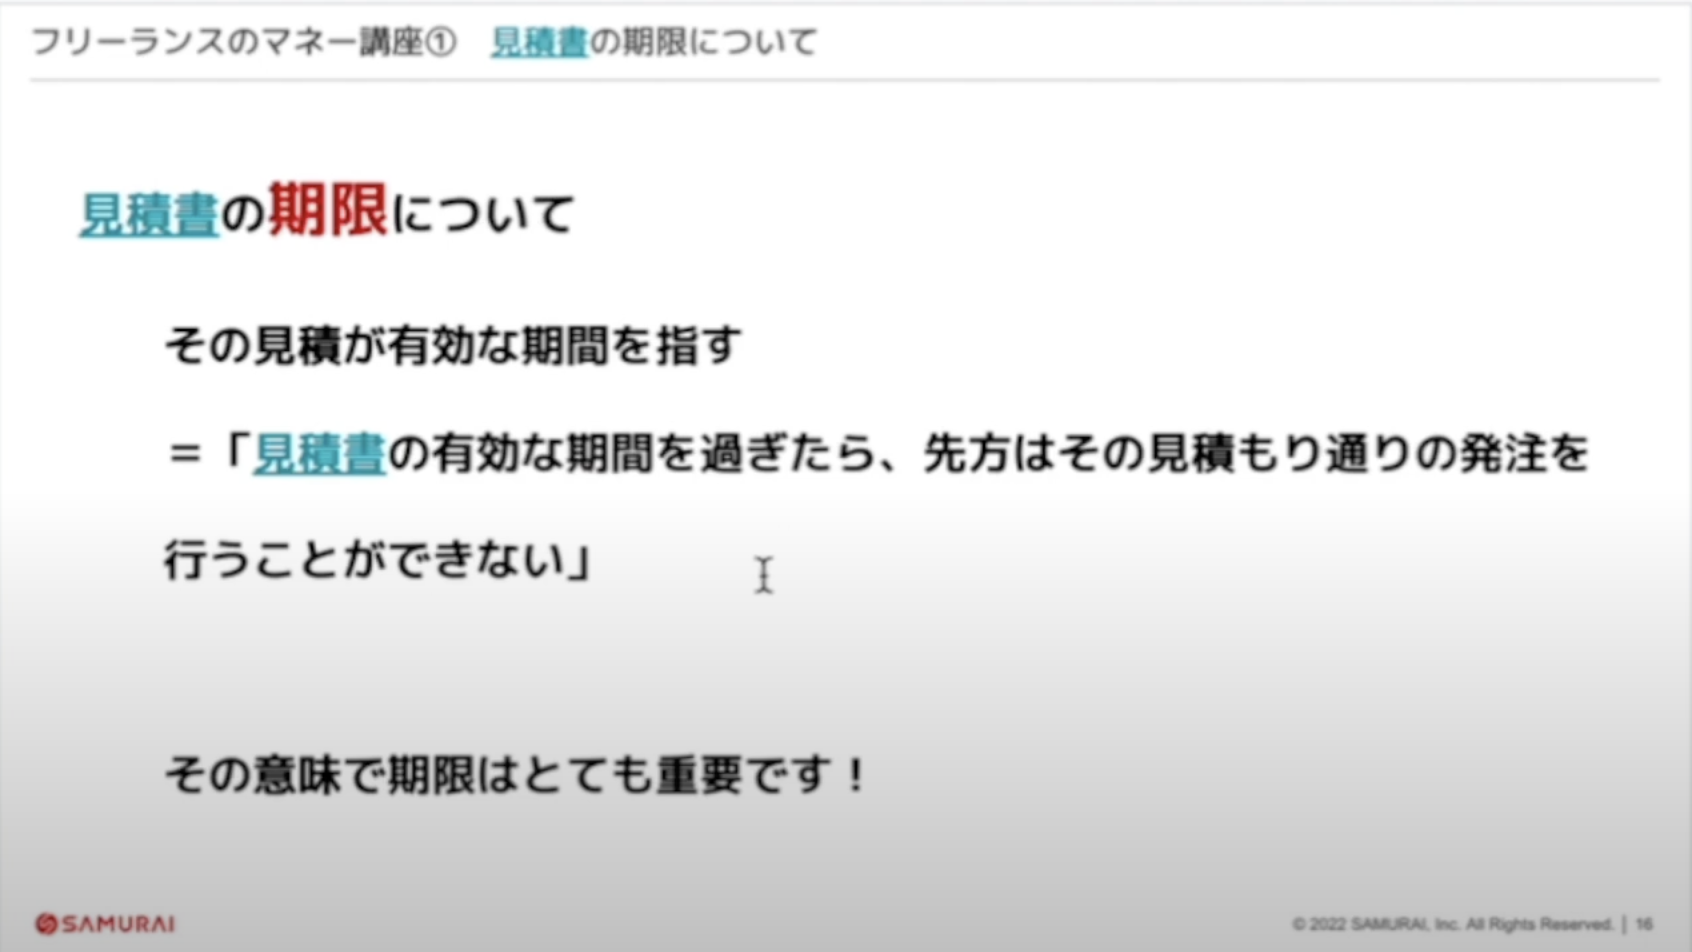 フリーランスのマネー講座① 見積書の期限について
見積書の期限について
その見積が有効な期間を指す
＝「見積書の有効な期間を過ぎたら、先方はその見積もり通りの発注を
行うことができない」
その意味で期限はとても重要です！
SAMURAI
© 2022 SAMURAI, Inc. All Rights Reserved. | 16